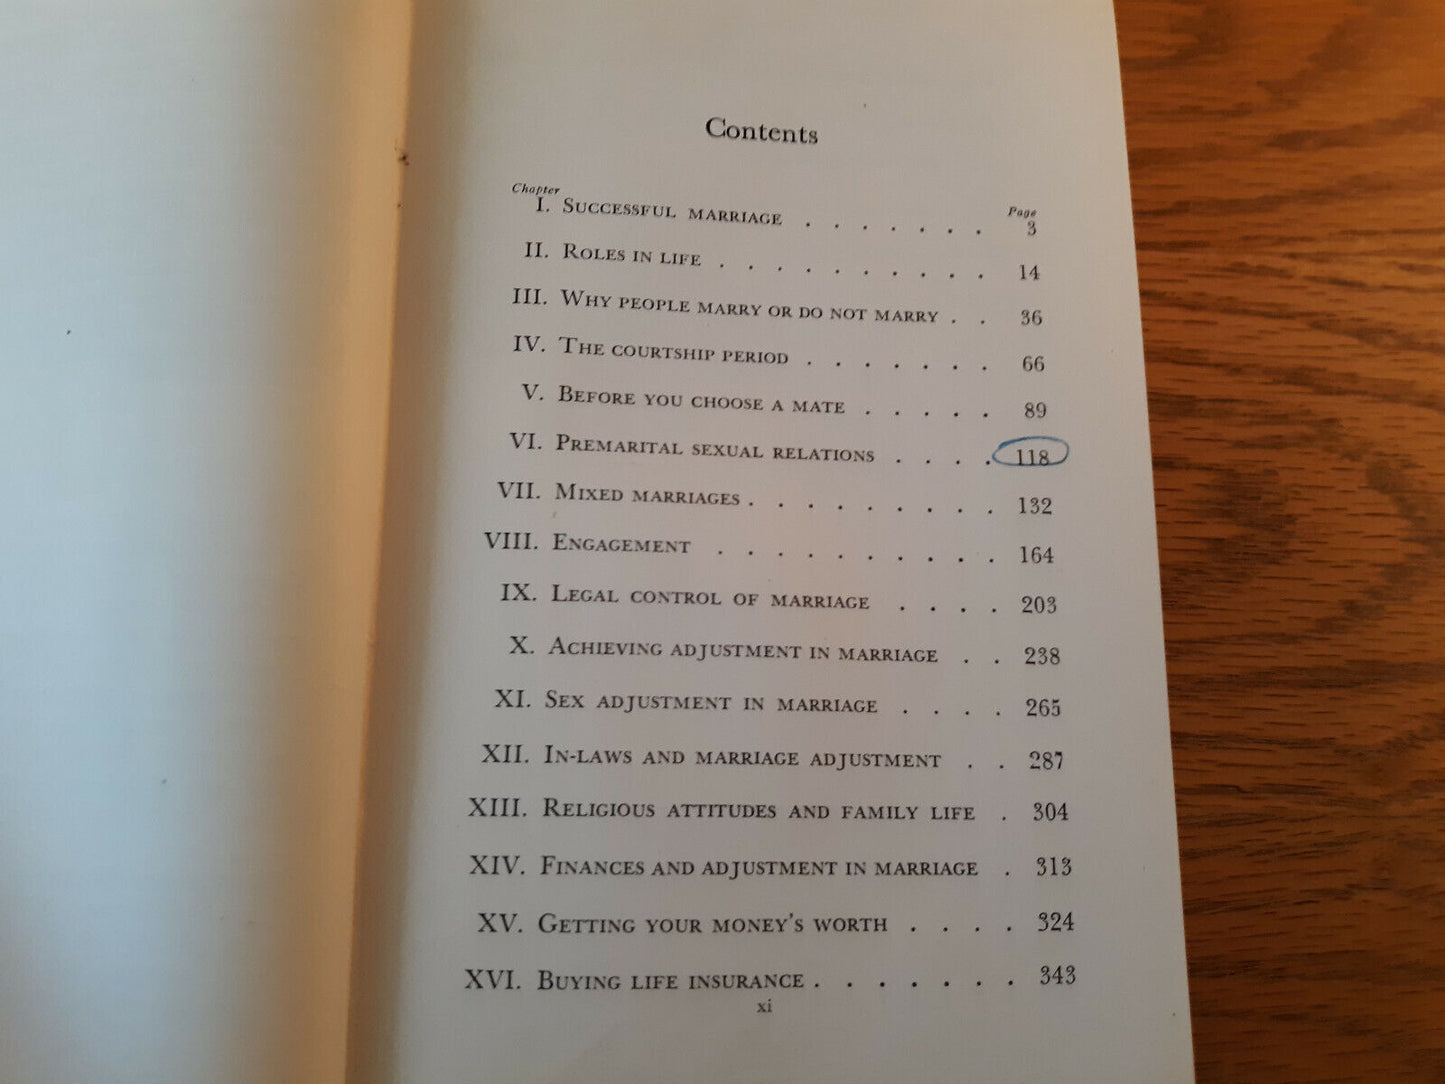 Contents
Chapter Page
I. Successful marriage . . . . . . . 3
II. Roles in life . . . . . . . . . . 14
III. Why people marry or do not marry . . 36
IV. The courtship period . . . . . . . 66
V. Before you choose a mate . . . . . 89
VI. Premarital sexual relations . . . . 118
VII. Mixed marriages . . . . . . . . . 132
VIII. Engagement . . . . . . . . . . 164
IX. Legal control of marriage . . . . 203
X. Achieving adjustment in marriage . . 238
XI. Sex adjustment in marriage . . . . 265
XII. In-laws and marriage adjustment . . 287
XIII. Religious attitudes and family life . 304
XIV. Finances and adjustment in marriage . 313
XV. Getting your money's worth . . . . 324
XVI. Buying life insurance . . . . . . . 343
xi